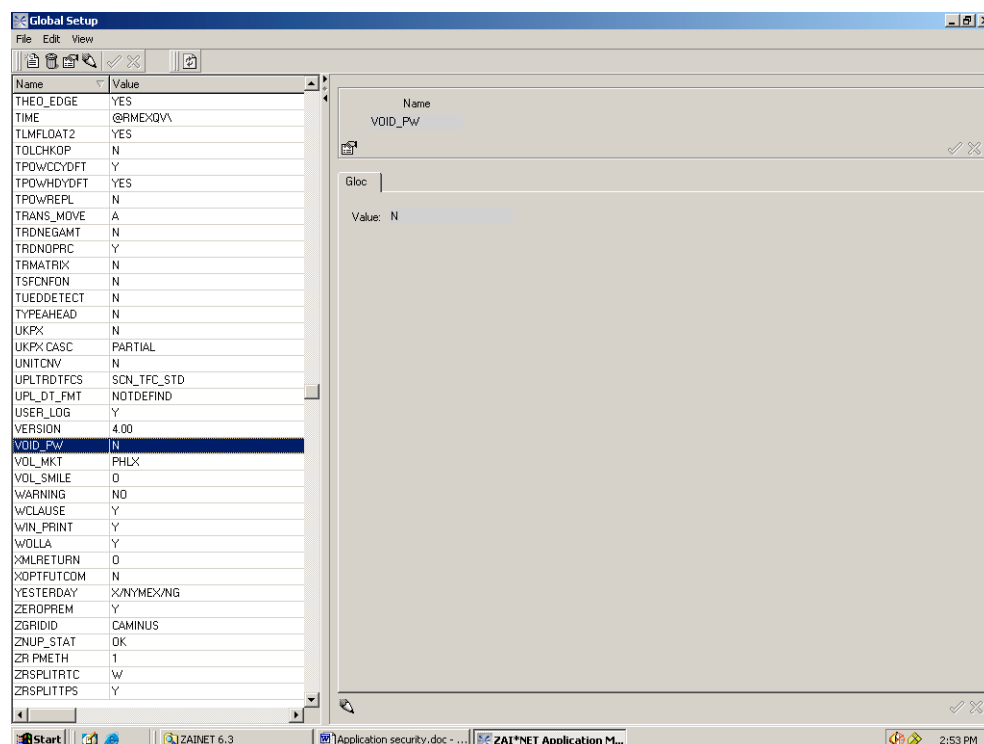 Global Setup
File Edit View
Name Value
THEO_EDGE YES
TIME @RMEXQV\
TLMFLOAT2 YES
TOLCHKOP N
TPOWCCYDFT Y
TPOWHDYDFT YES
TPOWREPL N
TRANS_MOVE A
TRDNEGAMT N
TRDNOPRC Y
TRMATRIX N
TSFCNFON N
TUEDDETECT N
TYPEAHEAD N
UKPX N
UKPX CASC PARTIAL
UNITCNV N
UPLTRDTFCS SCN_TFC_STD
UPL_DT_FMT NOTDEFIND
USER_LOG Y
VERSION 4.00
VOID_PW N
VOL_MKT PHLX
VOL_SMILE 0
WARNING NO
WCLAUSE Y
WIN_PRINT Y
WOLLA Y
XMLRETURN 0
XOPTFUTCOM N
YESTERDAY X/NYMEX/NG
ZEROPREM Y
ZGRIDID CAMINUS
ZNUP_STAT OK
ZR PMETH 1
ZRSPLITRTC W
ZRSPLITTPS Y
Name
VOID_PW
Gloc
Value: N
Start ZAINET 6.3 Application security.doc - ... ZAI*NET Application M... 2:53 PM